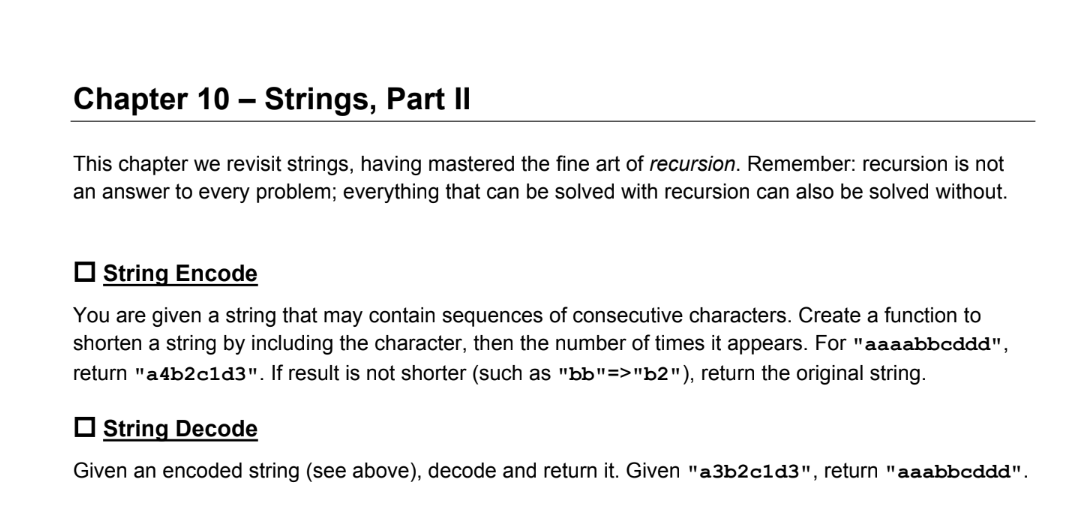 Chapter 10 – Strings, Part II
This chapter we revisit strings, having mastered the fine art of recursion. Remember: recursion is not
an answer to every problem; everything that can be solved with recursion can also be solved without.
☐ String Encode
You are given a string that may contain sequences of consecutive characters. Create a function to
shorten a string by including the character, then the number of times it appears. For "aaaabbcddd",
return "a4b2c1d3". If result is not shorter (such as "bb"=>"b2"), return the original string.
☐ String Decode
Given an encoded string (see above), decode and return it. Given "a3b2c1d3", return "aaabbcddd".